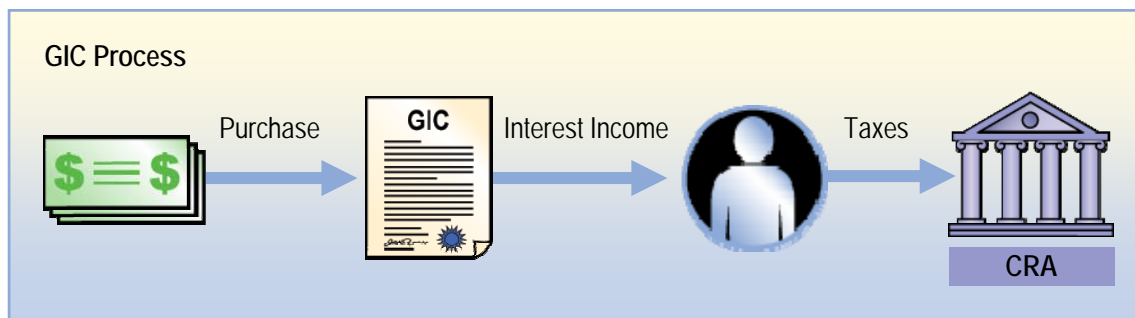 GIC Process
Purchase
GIC
Interest Income
Taxes
$ $
CRA